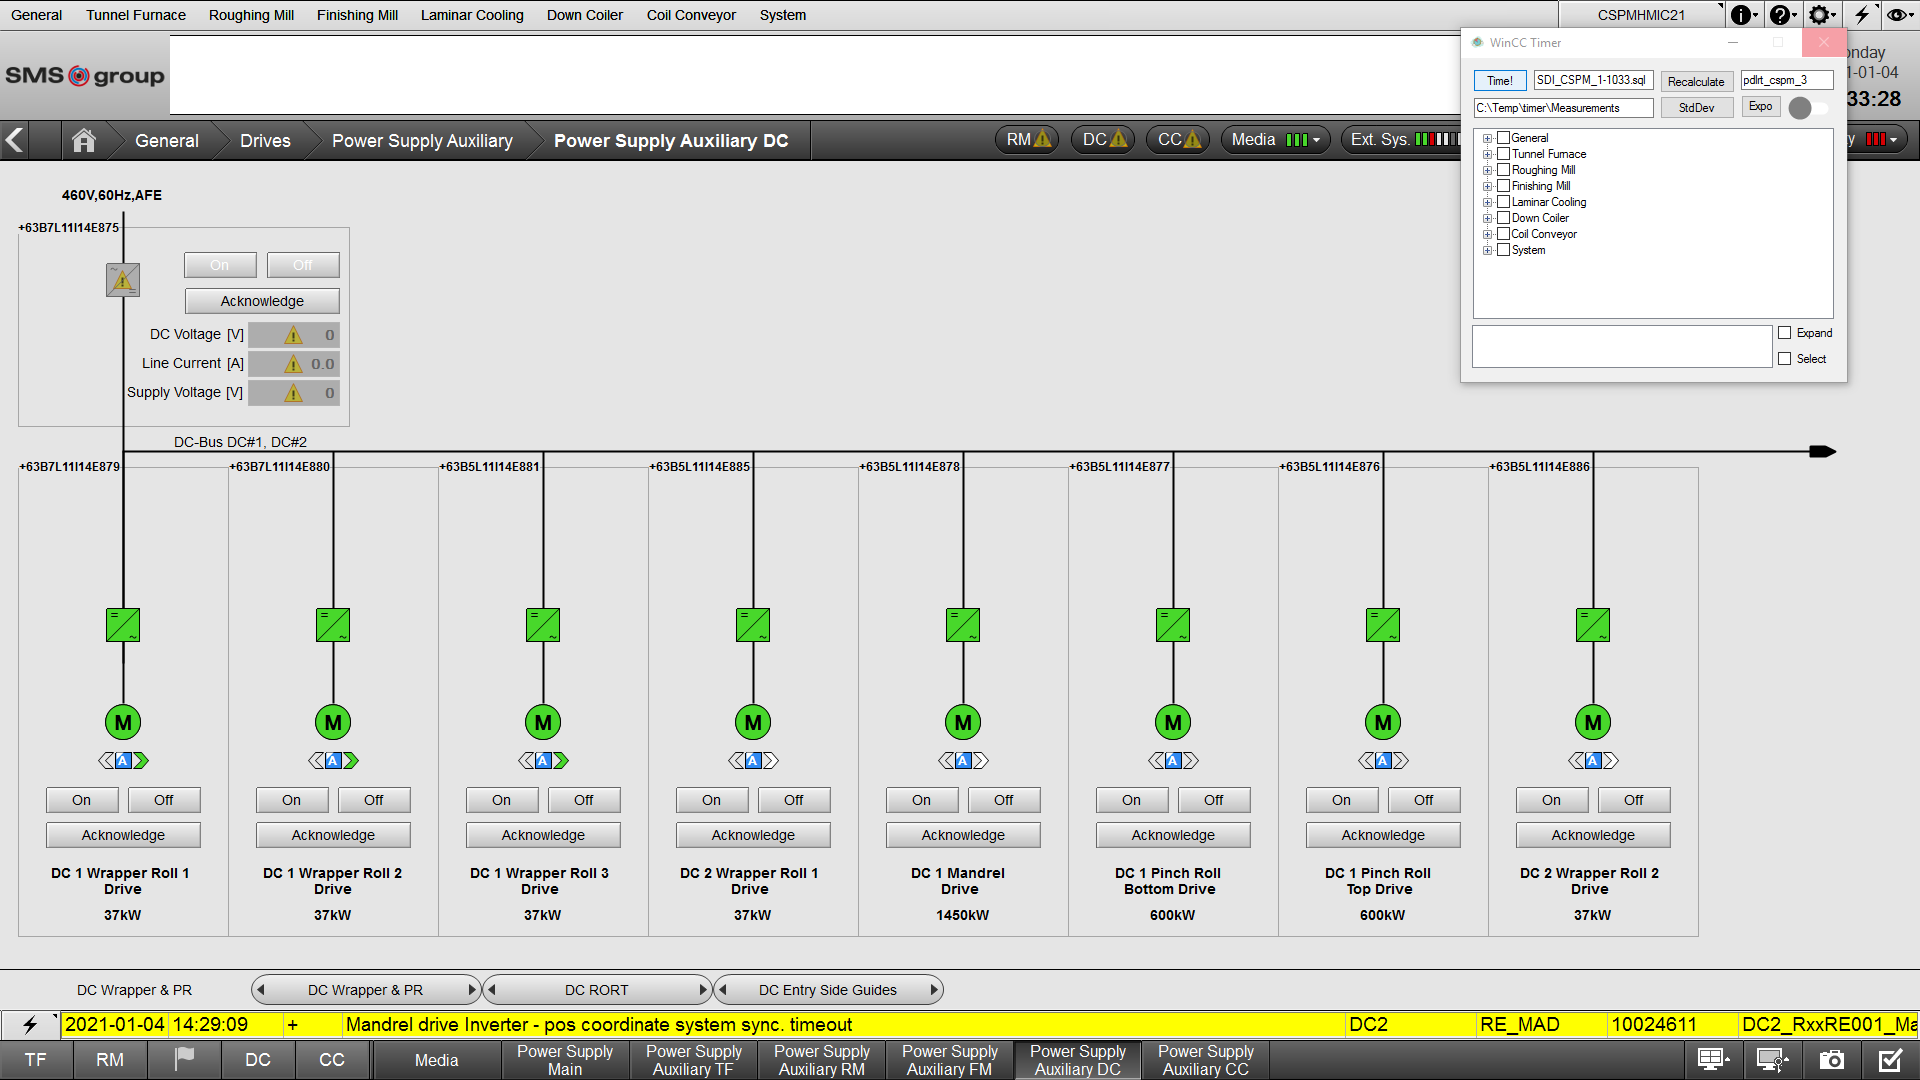 General Tunnel Furnace Roughing Mill Finishing Mill Laminar Cooling Down Coiler Coil Conveyor System CSPMHMIC21
SMS group
WinCC Timer
Time! SDI_CSPM_1-1033.sql Recalculate pdlrt_cspm_3
C:\Temp\timer\Measurements StdDev Expo
General
Tunnel Furnace
Roughing Mill
Finishing Mill
Laminar Cooling
Down Coiler
Coil Conveyor
System
Expand
Select
onday
1-01-04
33:28
General Drives Power Supply Auxiliary Power Supply Auxiliary DC RM DC CC Media Ext. Sys. y
460V,60Hz,AFE
+63B7L11I14E875
On Off
Acknowledge
DC Voltage [V] 0
Line Current [A] 0.0
Supply Voltage [V] 0
DC-Bus DC#1, DC#2
+63B7L11I14E879 +63B7L11I14E880 +63B5L11I14E881 +63B5L11I14E885 +63B5L11I14E878 +63B5L11I14E877 +63B5L11I14E876 +63B5L11I14E886
= = = = = = = =
~ ~ ~ ~ ~ ~ ~ ~
M M M M M M M M
A A A A A A A A
On Off On Off On Off On Off On Off On Off On Off On Off
Acknowledge Acknowledge Acknowledge Acknowledge Acknowledge Acknowledge Acknowledge Acknowledge
DC 1 Wrapper Roll 1 DC 1 Wrapper Roll 2 DC 1 Wrapper Roll 3 DC 2 Wrapper Roll 1 DC 1 Mandrel DC 1 Pinch Roll DC 1 Pinch Roll DC 2 Wrapper Roll 2
Drive Drive Drive Drive Drive Bottom Drive Top Drive Drive
37kW 37kW 37kW 37kW 1450kW 600kW 600kW 37kW
DC Wrapper & PR DC Wrapper & PR DC RORT DC Entry Side Guides
2021-01-04 14:29:09 + Mandrel drive Inverter - pos coordinate system sync. timeout DC2 RE_MAD 10024611 DC2_RxxRE001_Ma
TF RM DC CC Media Power Supply Main Power Supply Auxiliary TF Power Supply Auxiliary RM Power Supply Auxiliary FM Power Supply Auxiliary DC Power Supply Auxiliary CC